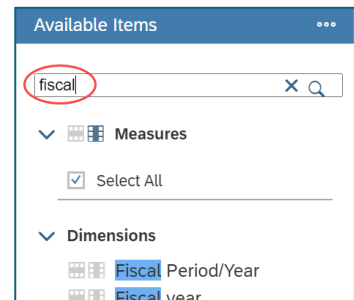 Available Items
fiscal
Measures
Select All
Dimensions
Fiscal Period/Year
Fiscal year